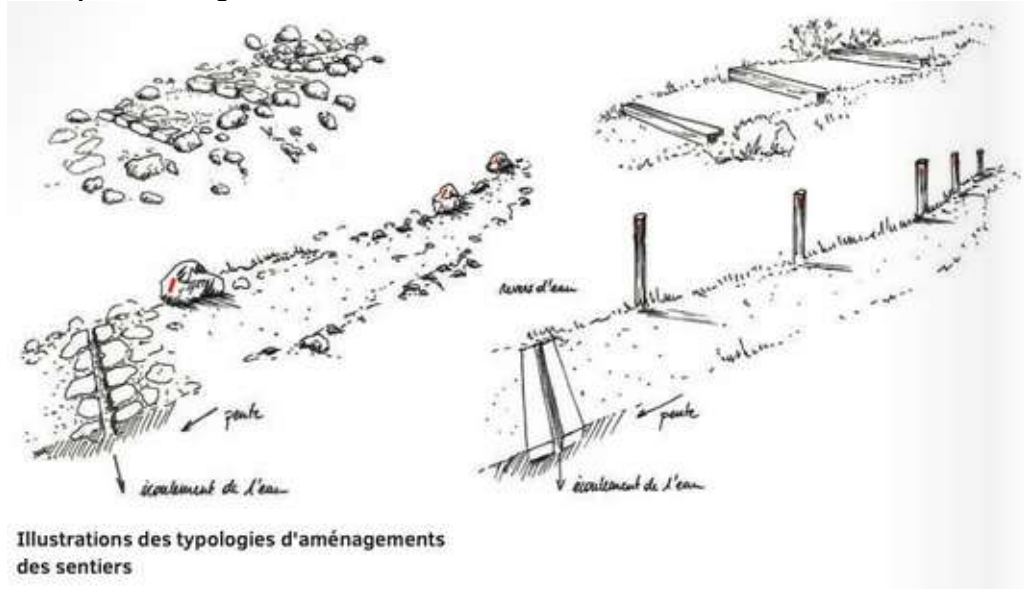 revers d'eau
pente
pente
écoulement de l'eau
écoulement de l'eau
Illustrations des typologies d'aménagements
des sentiers